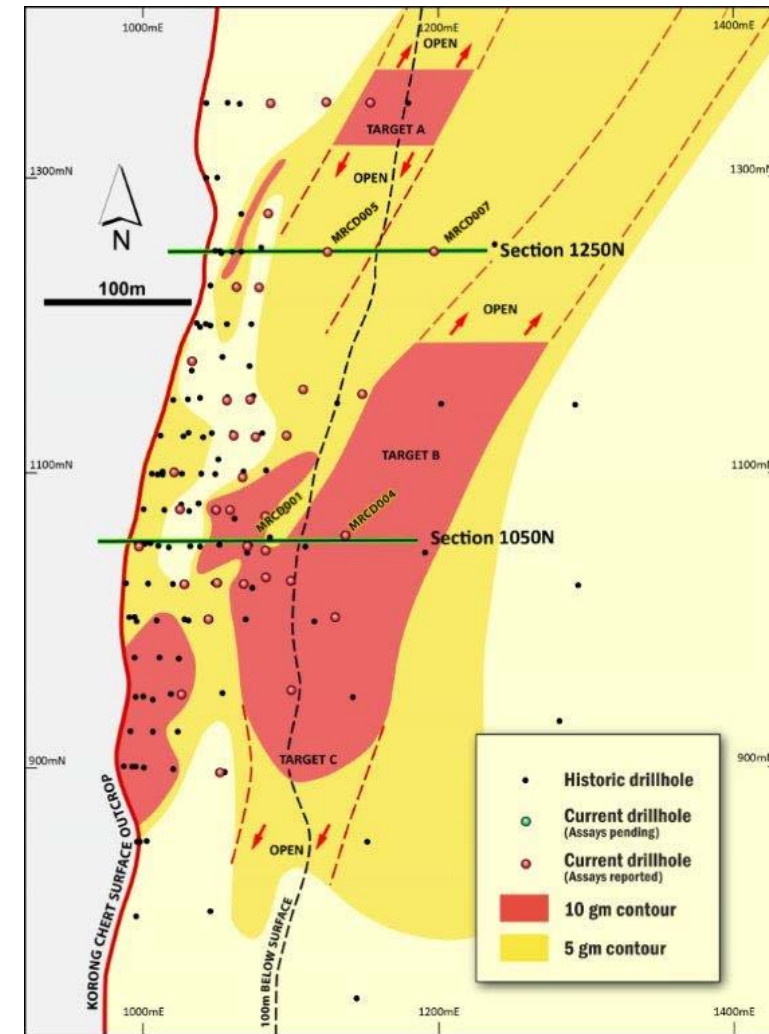 1000mE
1200mE
1400mE
OPEN
TARGET A
1300mN
OPEN
1300mN
MRCD005
MRCD007
N
Section 1250N
100m
OPEN
TARGET B
1100mN
1100mN
MRCD001
MRCD004
Section 1050N
TARGET C
900mN
900mN
OPEN
KORONG CHERT SURFACE OUTCROP
100m BELOW SURFACE
Historic drillhole
Current drillhole
(Assays pending)
Current drillhole
(Assays reported)
10 gm contour
5 gm contour
1000mE
1200mE
1400mE